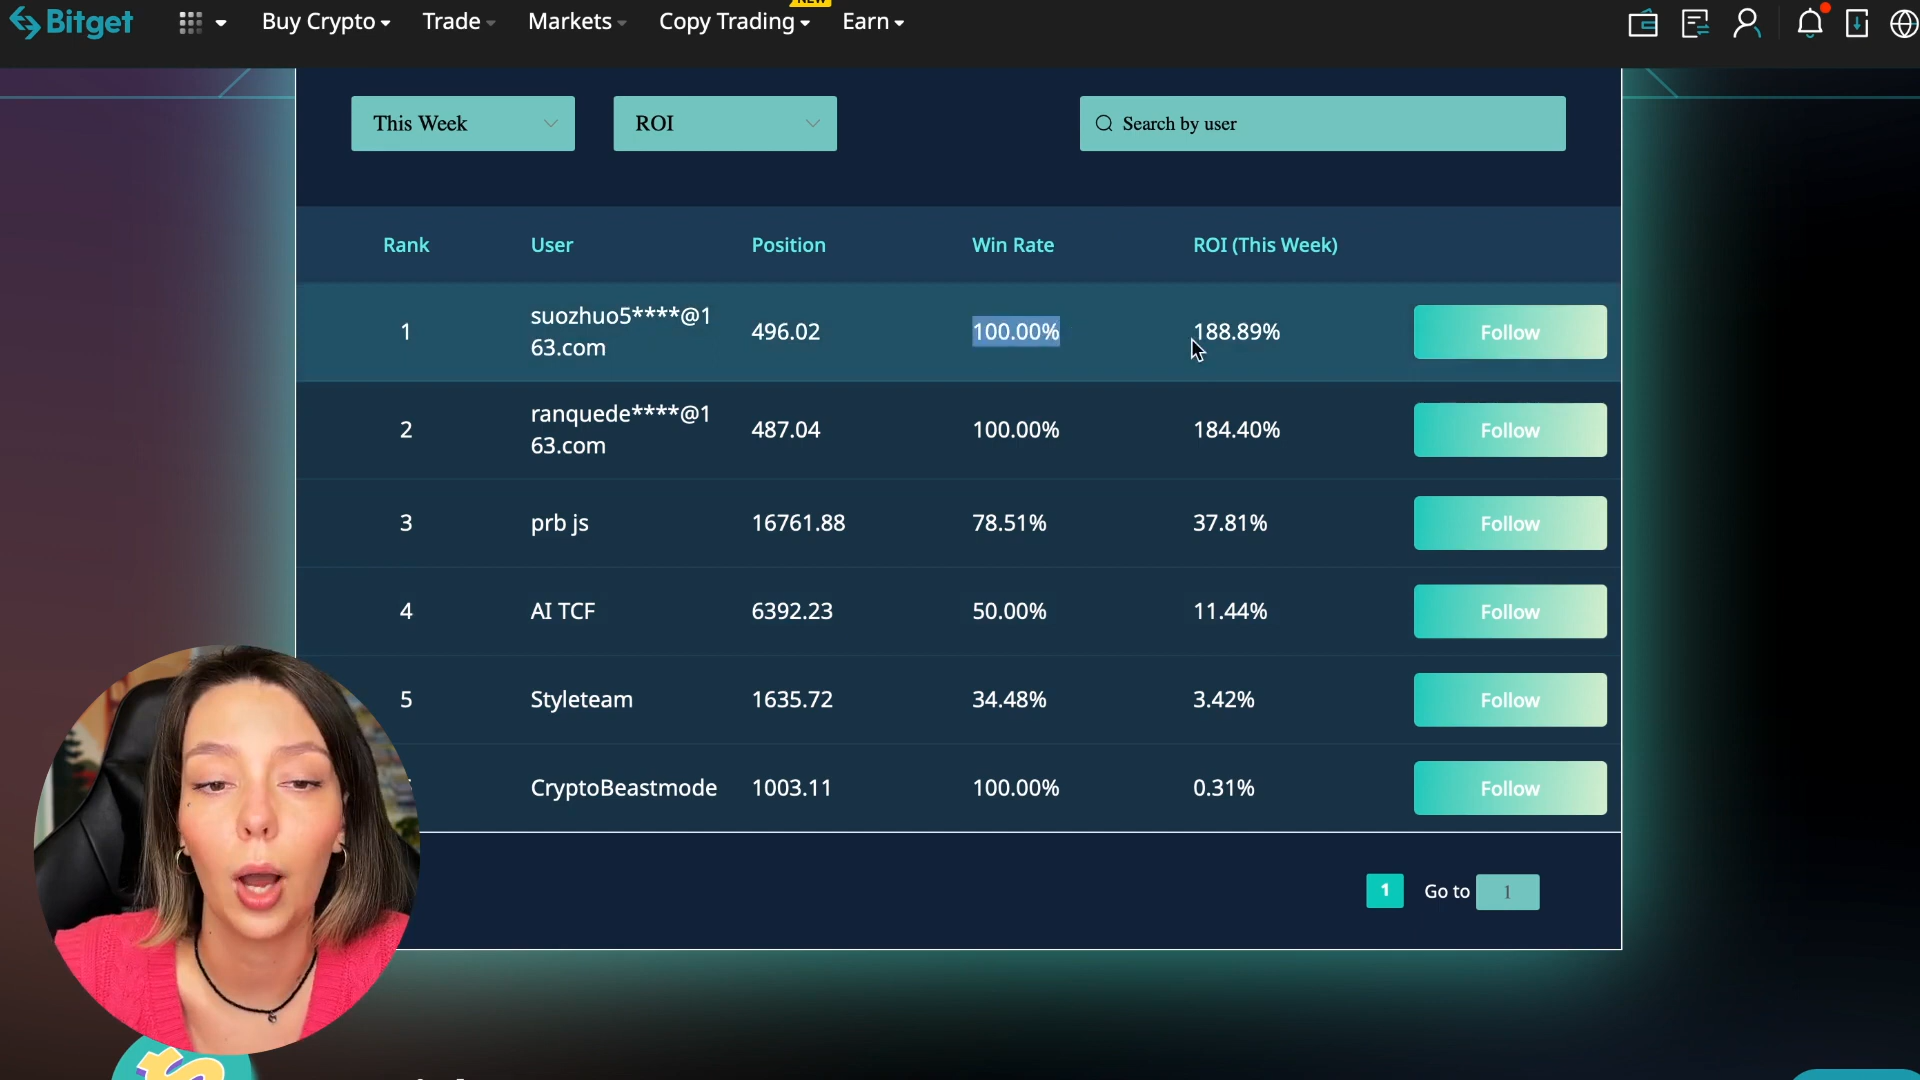 Bitget
Buy Crypto
Trade
Markets
Copy Trading
NEW
Earn
This Week
ROI
Search by user
Rank
User
Position
Win Rate
ROI (This Week)
1
suozhuo5****@1
63.com
496.02
100.00%
188.89%
Follow
2
ranquede****@1
63.com
487.04
100.00%
184.40%
Follow
3
prb js
16761.88
78.51%
37.81%
Follow
4
AI TCF
6392.23
50.00%
11.44%
Follow
5
Styleteam
1635.72
34.48%
3.42%
Follow
CryptoBeastmode
1003.11
100.00%
0.31%
Follow
1
Go to
1